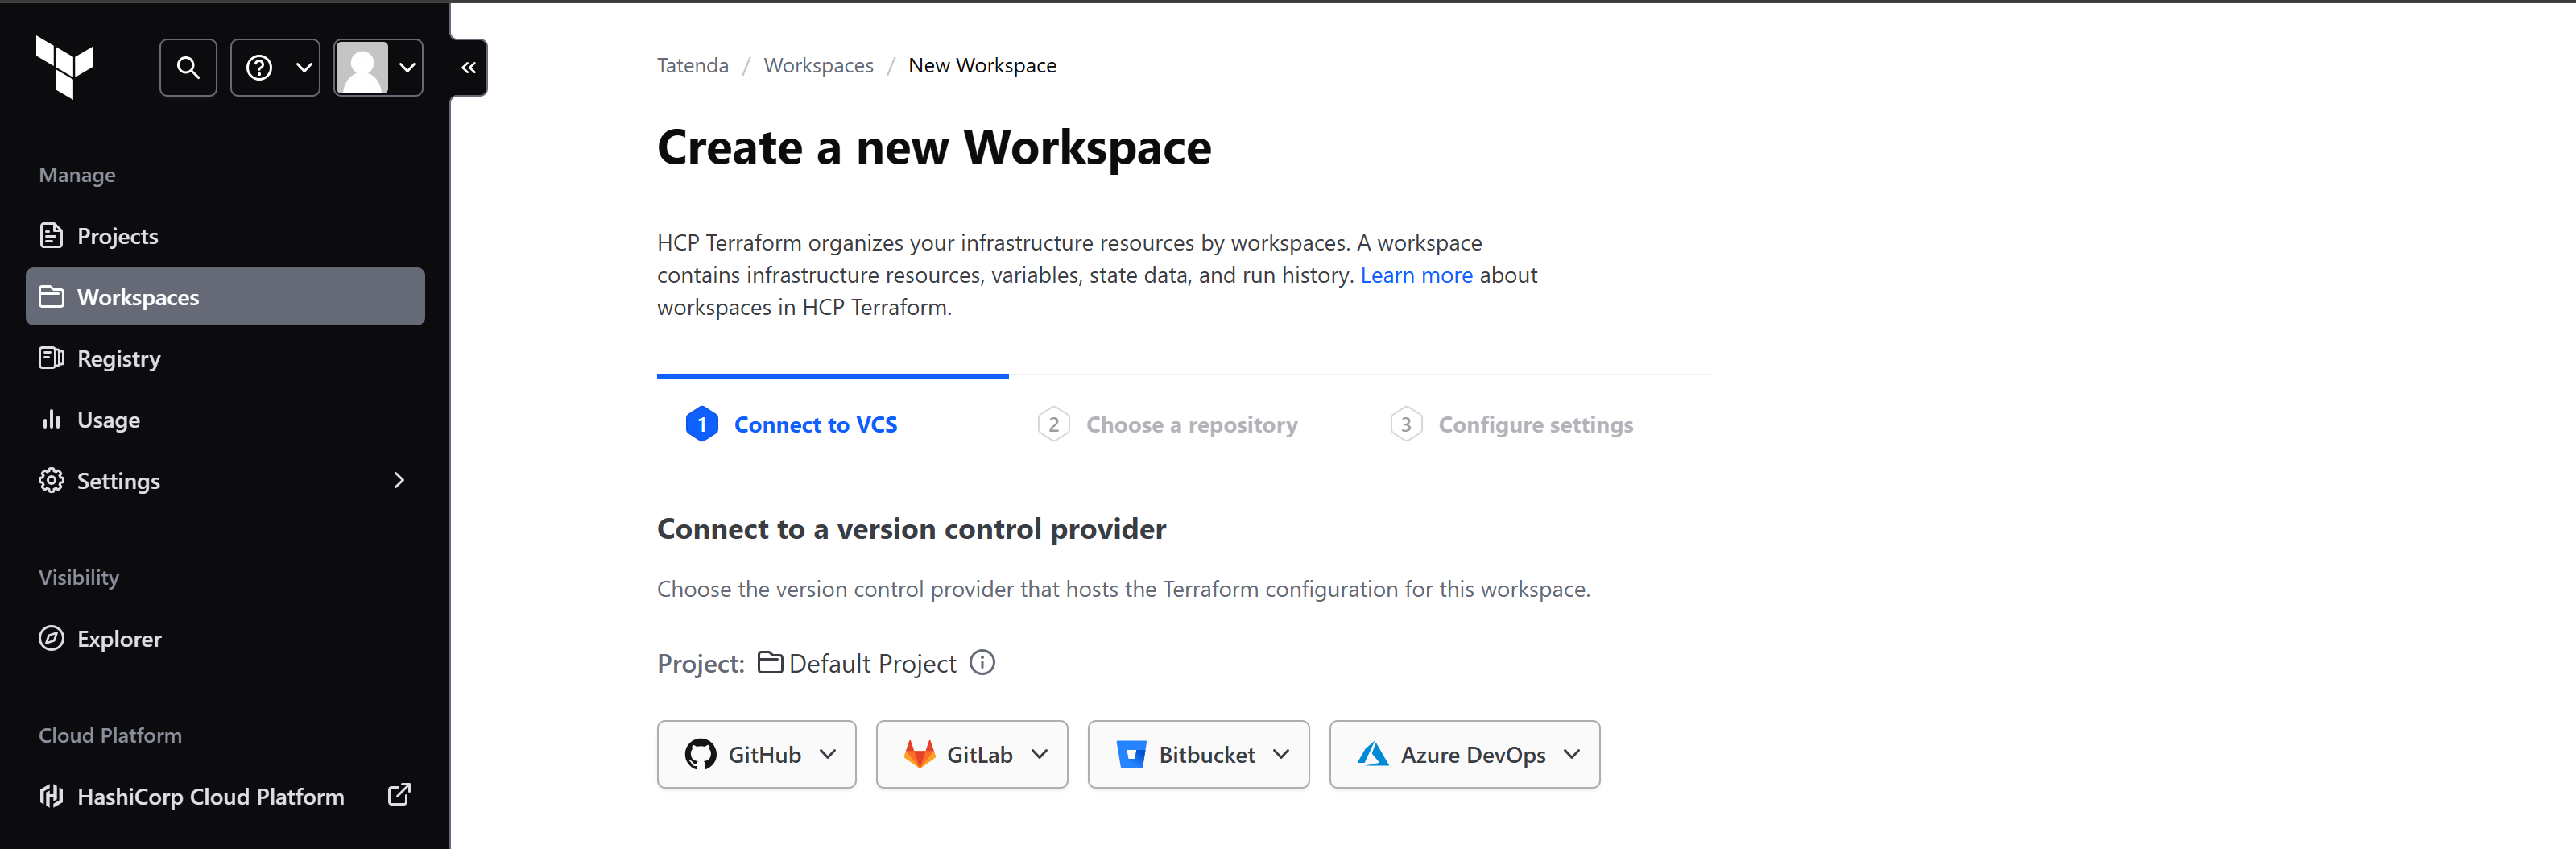 Manage
Projects
Workspaces
Registry
Usage
Settings
Visibility
Explorer
Cloud Platform
HashiCorp Cloud Platform
Tatenda / Workspaces / New Workspace
Create a new Workspace
HCP Terraform organizes your infrastructure resources by workspaces. A workspace
contains infrastructure resources, variables, state data, and run history. Learn more about
workspaces in HCP Terraform.
1 Connect to VCS
2 Choose a repository
3 Configure settings
Connect to a version control provider
Choose the version control provider that hosts the Terraform configuration for this workspace.
Project: Default Project
GitHub
GitLab
Bitbucket
Azure DevOps